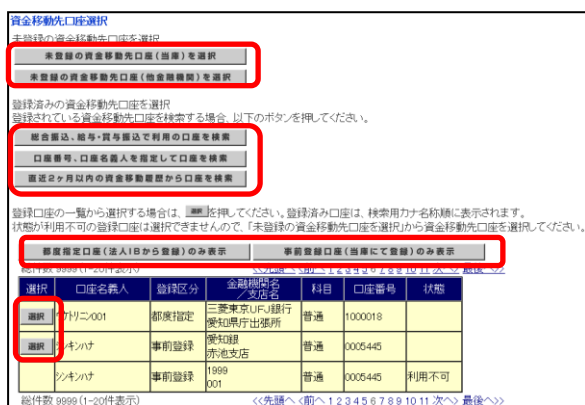 資金移動先口座選択
未登録の資金移動先口座を選択
未登録の資金移動先口座(当庫)を選択
未登録の資金移動先口座(他金融機関)を選択
登録済みの資金移動先口座を選択
登録されている資金移動先口座を検索する場合、以下のボタンを押してください。
総合振込、給与・賞与振込で利用の口座を検索
口座番号、口座名義人を指定して口座を検索
直近2ヶ月以内の資金移動履歴から口座を検索
登録口座の一覧から選択する場合は、選択を押してください。登録済み口座は、検索用カナ名称順に表示されます。
状態が利用不可の登録口座は選択できませんので、「未登録の資金移動先口座を選択」から資金移動先口座を選択してください。
都度指定口座(法人IBから登録)のみ表示 事前登録口座(当庫にて登録)のみ表示
総件数 9999(1-20件表示) <<先頭へ <前へ 1 2 3 4 5 6 7 8 9 10 11 次へ> 最後へ>>
選択 口座名義人 登録区分 金融機関名/支店名 科目 口座番号 状態
選択 サトリニン001 都度指定 三菱東京UFJ銀行 愛知県庁出張所 普通 1000018
選択 シンキンハナ 事前登録 愛知銀 赤池支店 普通 0005445
シンキンハナ 事前登録 1999 001 普通 0005445 利用不可
総件数 9999(1-20件表示) <<先頭へ <前へ 1 2 3 4 5 6 7 8 9 10 11 次へ> 最後へ>>